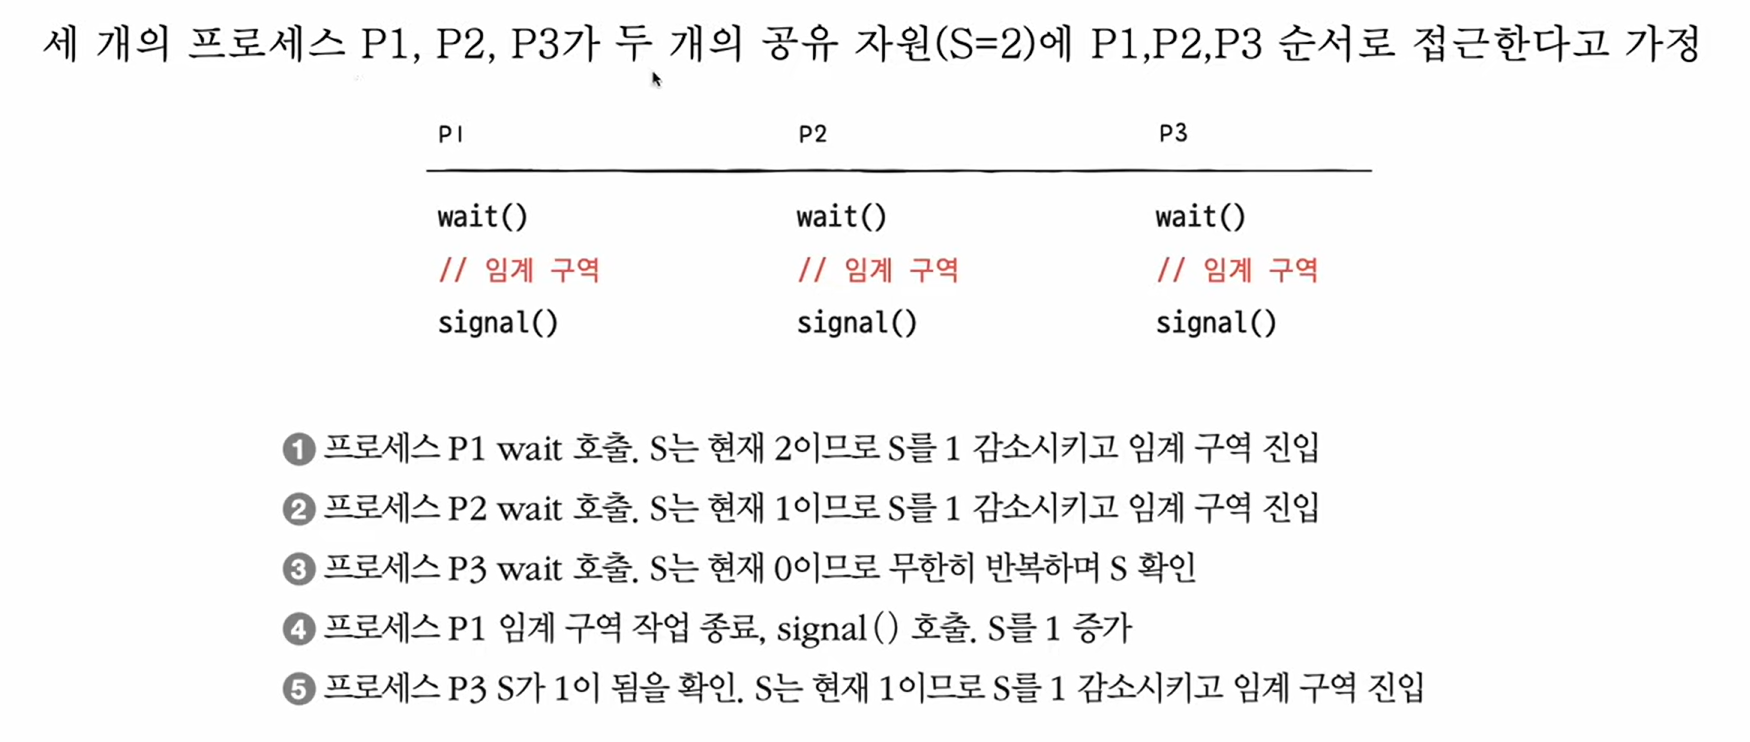 세 개의 프로세스 P1, P2, P3가 두 개의 공유 자원(S=2)에 P1,P2,P3 순서로 접근한다고 가정
P1 P2 P3
wait() wait() wait()
// 임계 구역 // 임계 구역 // 임계 구역
signal() signal() signal()
1 프로세스 P1 wait 호출. S는 현재 2이므로 S를 1 감소시키고 임계 구역 진입
2 프로세스 P2 wait 호출. S는 현재 1이므로 S를 1 감소시키고 임계 구역 진입
3 프로세스 P3 wait 호출. S는 현재 0이므로 무한히 반복하며 S 확인
4 프로세스 P1 임계 구역 작업 종료, signal() 호출. S를 1 증가
5 프로세스 P3 S가 1이 됨을 확인. S는 현재 1이므로 S를 1 감소시키고 임계 구역 진입